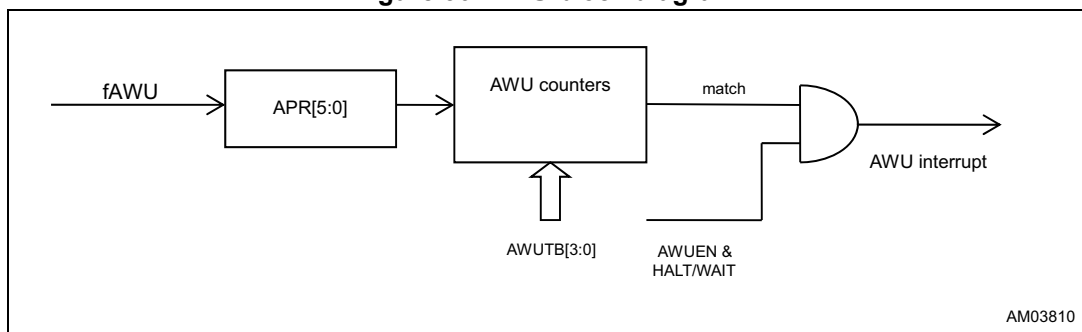 fAWU
APR[5:0]
AWU counters
match
AWU interrupt
AWUTB[3:0]
AWUEN &
HALT/WAIT
AM03810